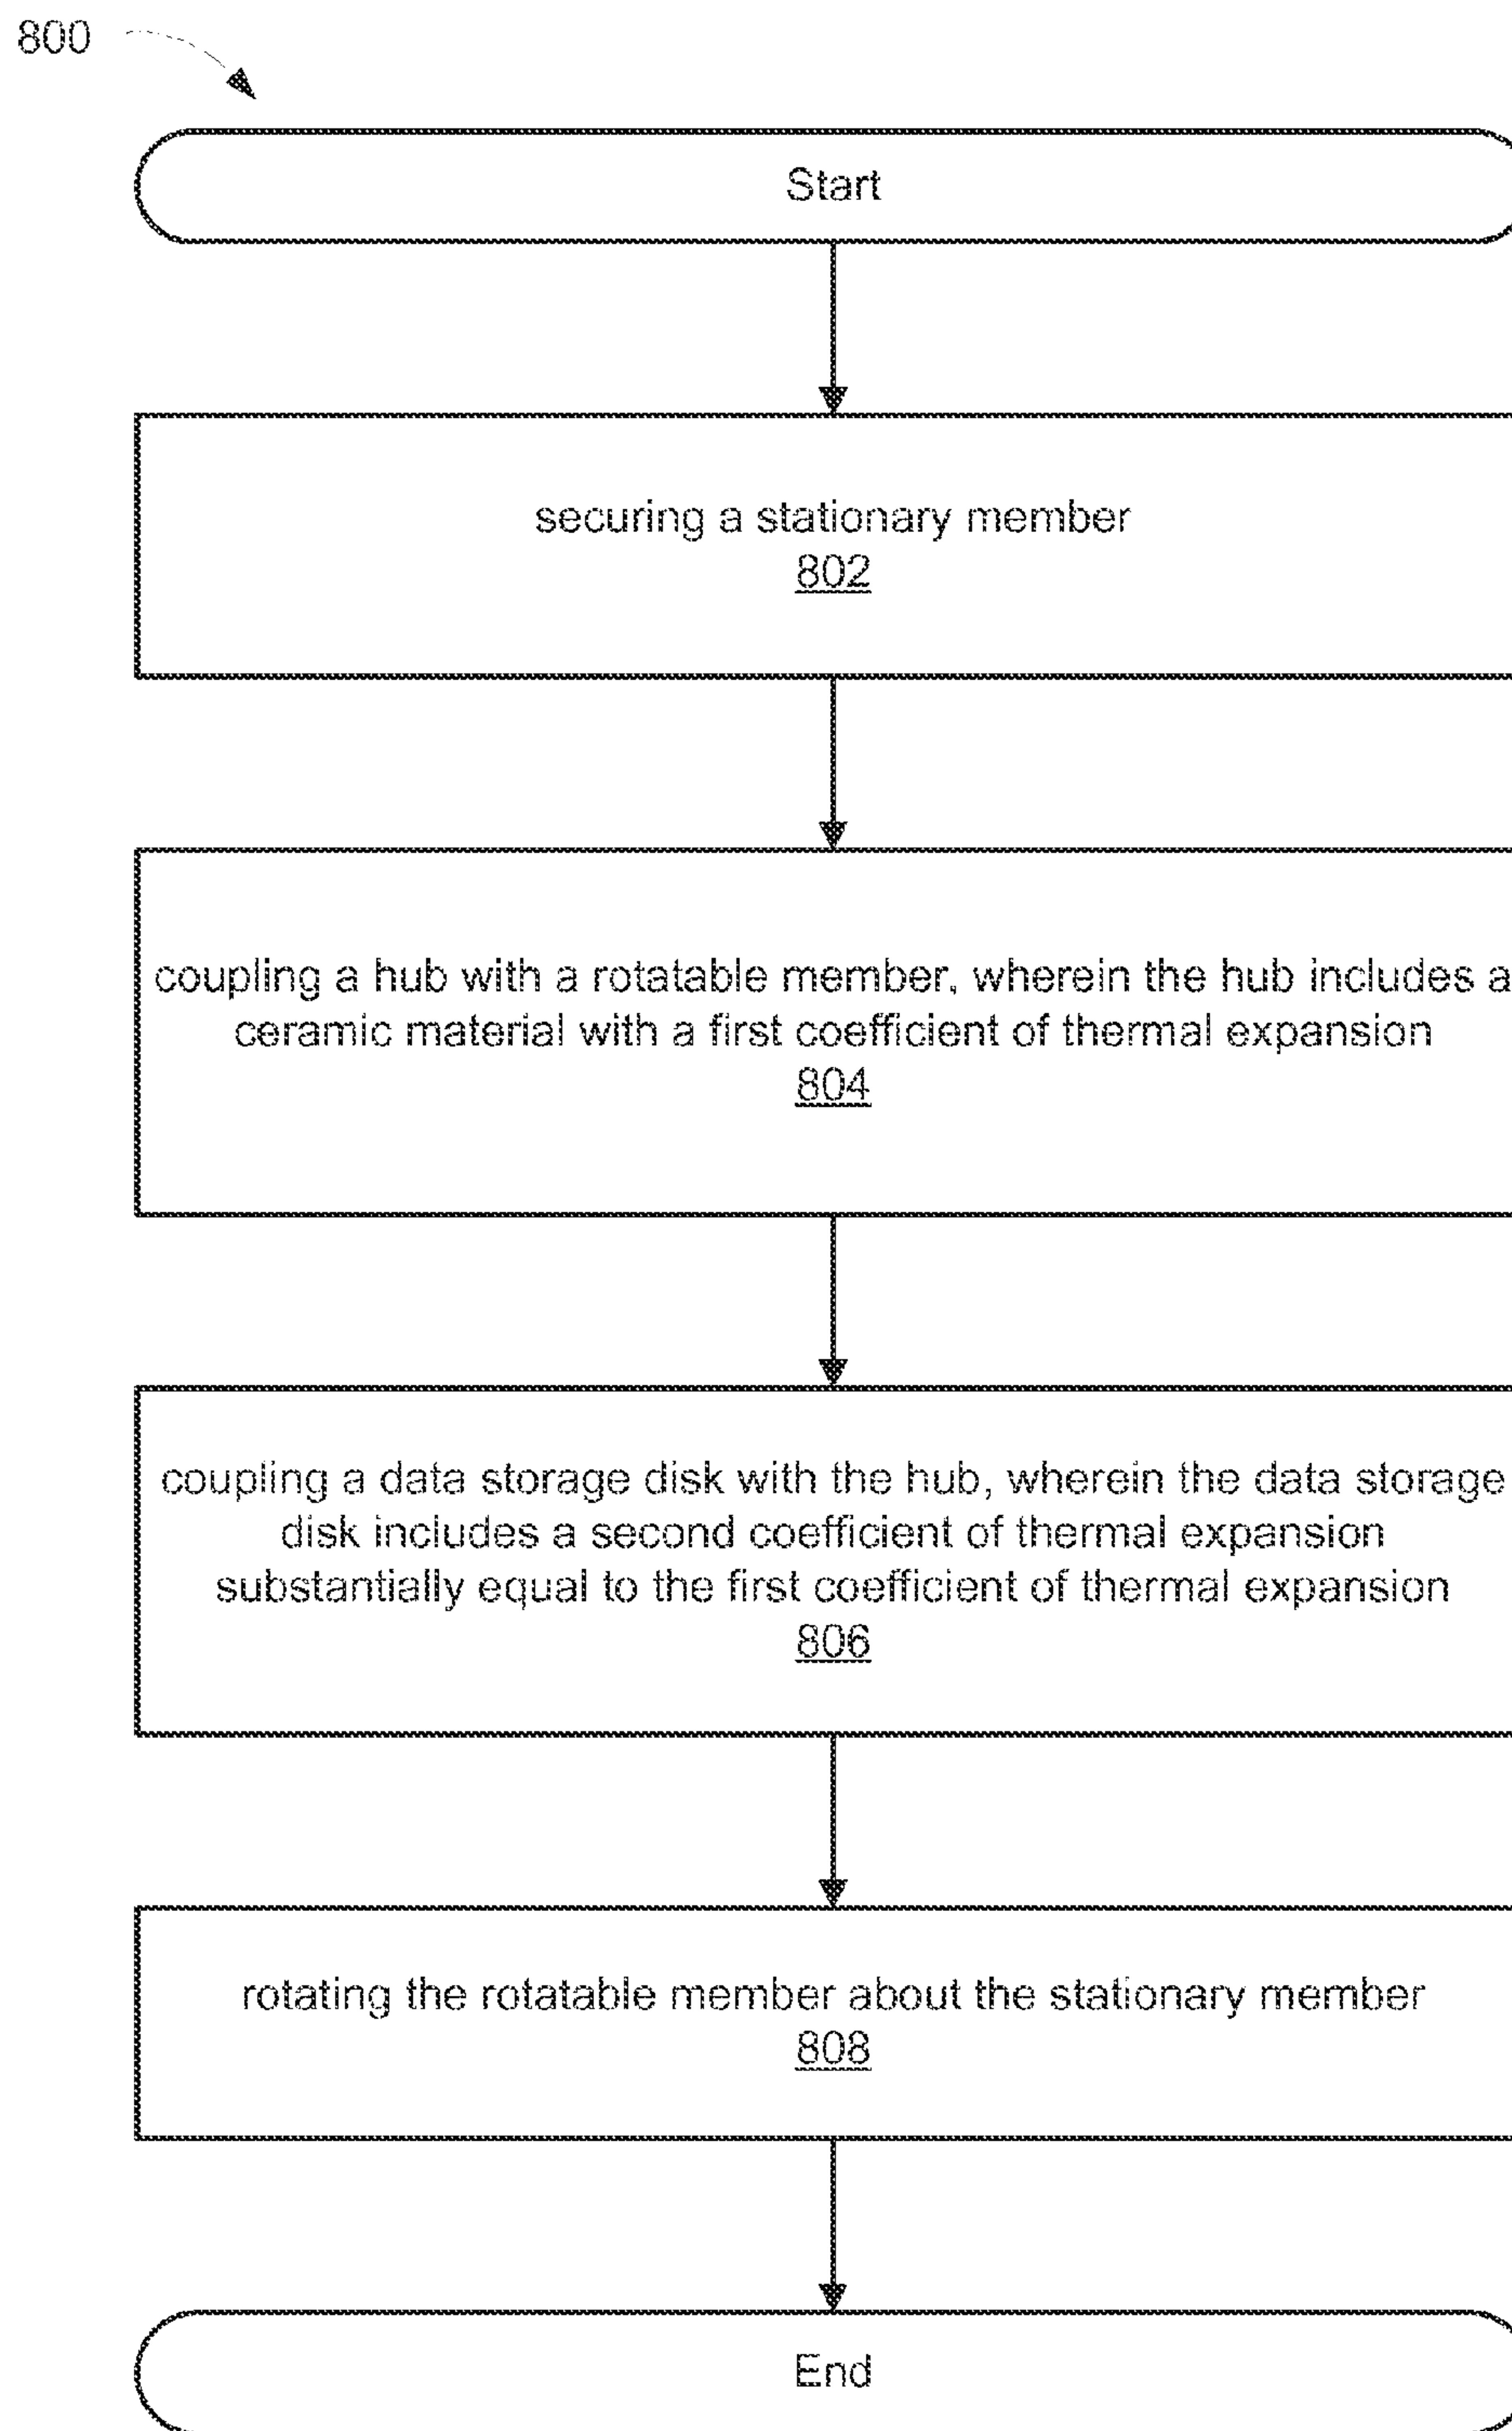 800
Start
securing a stationary member
802
coupling a hub with a rotatable member, wherein the hub includes a
ceramic material with a first coefficient of thermal expansion
804
coupling a data storage disk with the hub, wherein the data storage
disk includes a second coefficient of thermal expansion
substantially equal to the first coefficient of thermal expansion
806
rotating the rotatable member about the stationary member
808
End